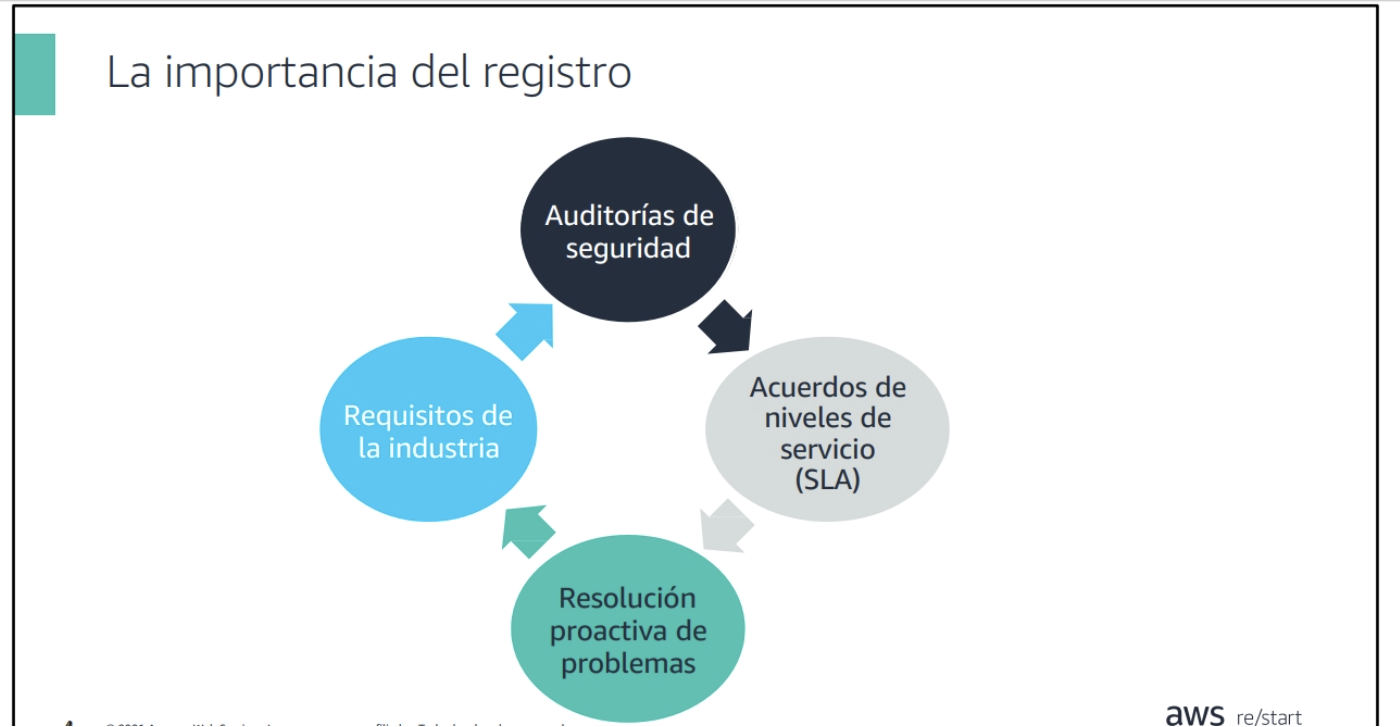 La importancia del registro
Auditorías de
seguridad
Acuerdos de
niveles de
servicio
(SLA)
Requisitos de
la industria
Resolución
proactiva de
problemas
aws re/start